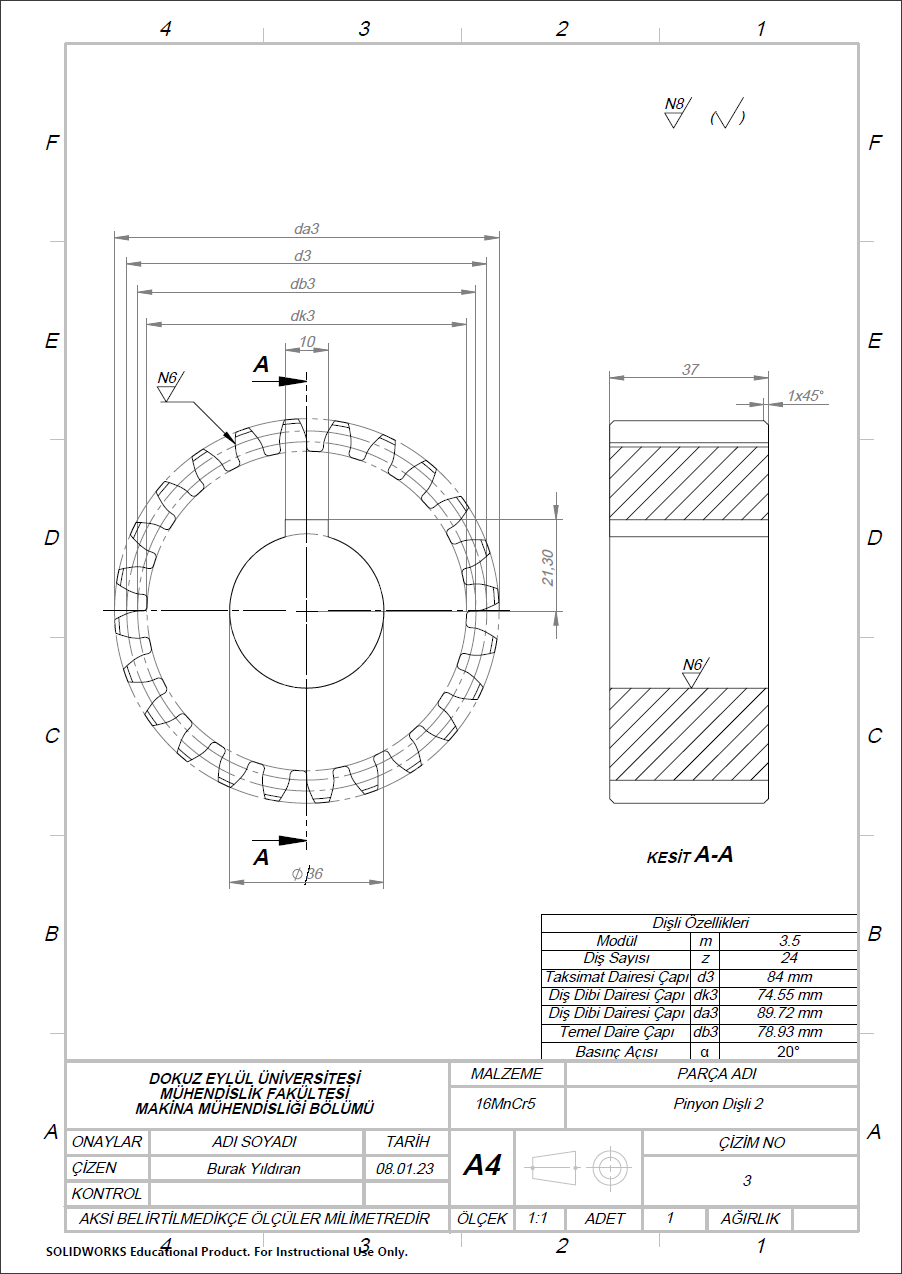 4 3 2 1
N8 ( )
F F
da3
d3
db3
dk3
10
E E
A
N6
37
1x45°
D D
21,30
N6
C C
A
KESİT A-A
Ø36
B B
Dişli Özellikleri
Modül m 3.5
Diş Sayısı z 24
Taksimat Dairesi Çapı d3 84 mm
Diş Dibi Dairesi Çapı dk3 74.55 mm
Diş Dibi Dairesi Çapı da3 89.72 mm
Temel Daire Çapı db3 78.93 mm
Basınç Açısı α 20°
DOKUZ EYLÜL ÜNİVERSİTESİ
MÜHENDİSLİK FAKÜLTESİ
MAKİNA MÜHENDİSLİĞİ BÖLÜMÜ
MALZEME PARÇA ADI
16MnCr5 Pinyon Dişli 2
A A
ONAYLAR ADI SOYADI TARİH
A4
ÇİZİM NO
ÇİZEN Burak Yıldıran 08.01.23
3
KONTROL
AKSİ BELİRTİLMEDİKÇE ÖLÇÜLER MİLİMETREDİR ÖLÇEK 1:1 ADET 1 AĞIRLIK
4 3 2 1
SOLIDWORKS Educational Product. For Instructional Use Only.